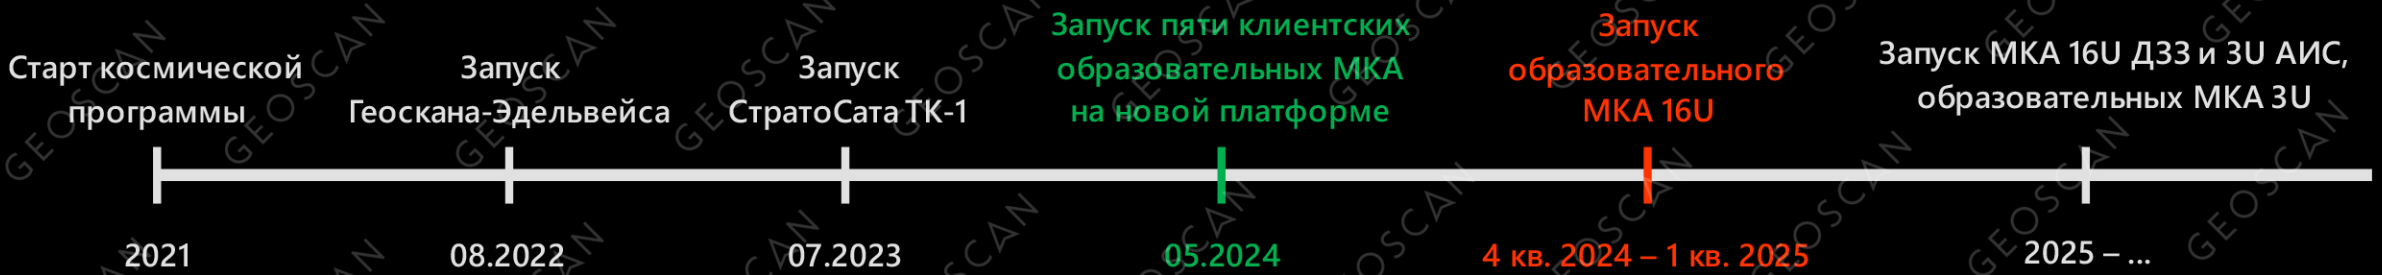 Старт космической
программы
2021
Запуск
Геоскана-Эдельвейса
08.2022
Запуск
СтратоСата ТК-1
07.2023
Запуск пяти клиентских
образовательных МКА
на новой платформе
05.2024
Запуск
образовательного
МКА 16U
4 кв. 2024 – 1 кв. 2025
Запуск МКА 16U ДЗЗ и 3U АИС,
образовательных МКА 3U
2025 – ...
GEOSCAN